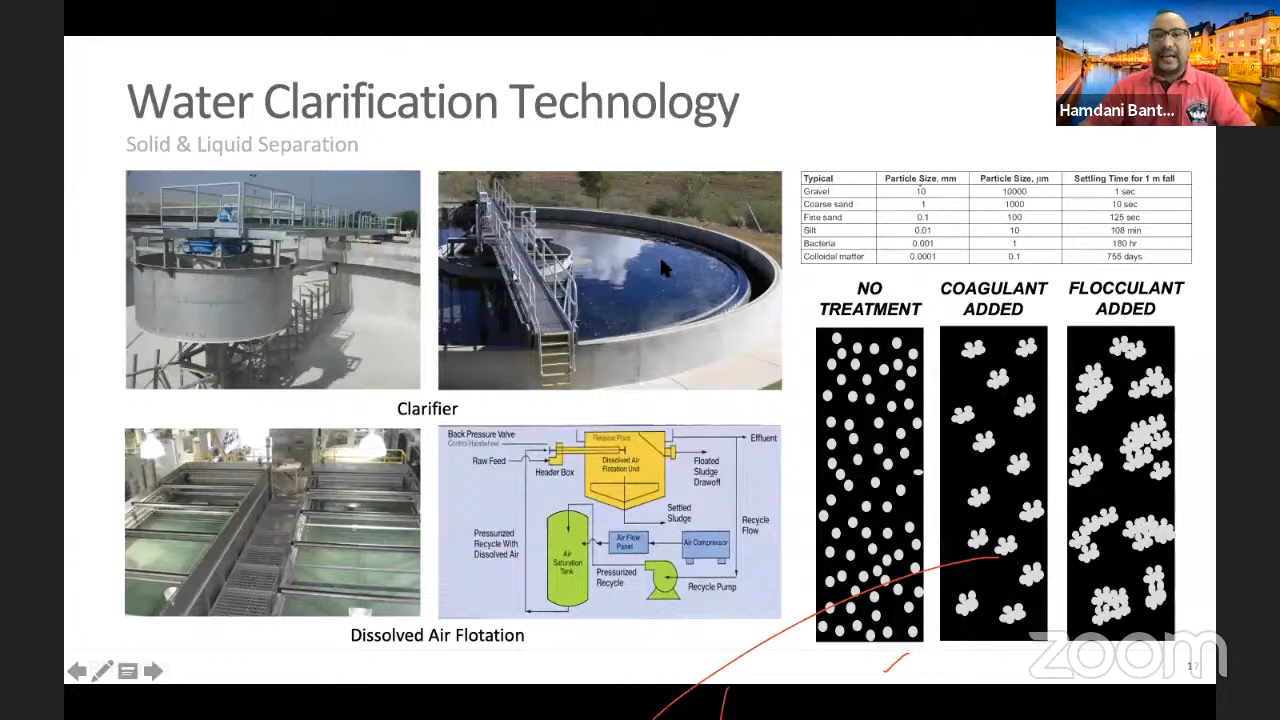 Water Clarification Technology
Solid & Liquid Separation
Hamdani Bant...
Clarifier
Dissolved Air Flotation
Back Pressure Valve
Control Handwheel
Raw Feed
Header Box
Release Point
Dissolved Air
Flotation Unit
Effluent
Floated
Sludge
Drawoff
Settled
Sludge
Pressurized
Recycle With
Dissolved Air
Air
Saturation
Tank
Air Flow
Panel
Air Compressor
Pressurized
Recycle
Recycle Pump
Recycle
Flow
Typical Particle Size, mm Particle Size, μm Settling Time for 1 m fall
Gravel 10 10000 1 sec
Coarse sand 1 1000 10 sec
Fine sand 0.1 100 125 sec
Silt 0.01 10 108 min
Bacteria 0.001 1 180 hr
Colloidal matter 0.0001 0.1 755 days
NO
TREATMENT
COAGULANT
ADDED
FLOCCULANT
ADDED
zoom
17